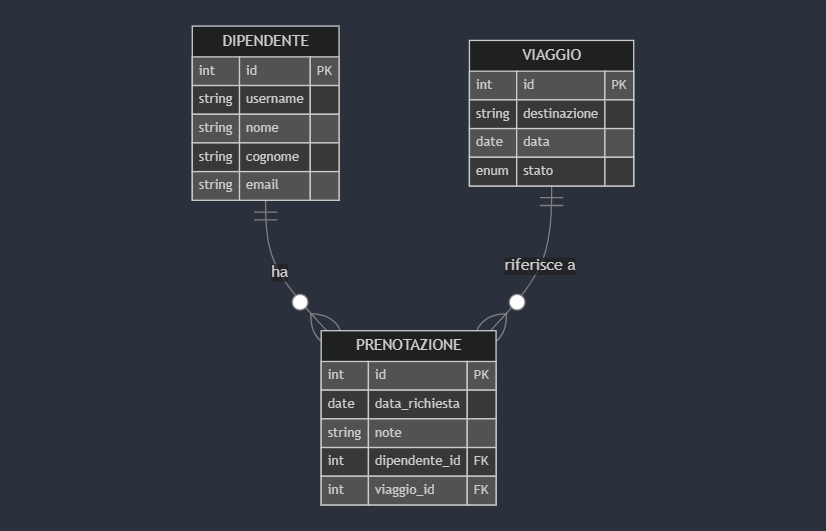 DIPENDENTE
int id PK
string username
string nome
string cognome
string email
VIAGGIO
int id PK
string destinazione
date data
enum stato
ha
riferisce a
PRENOTAZIONE
int id PK
date data_richiesta
string note
int dipendente_id FK
int viaggio_id FK